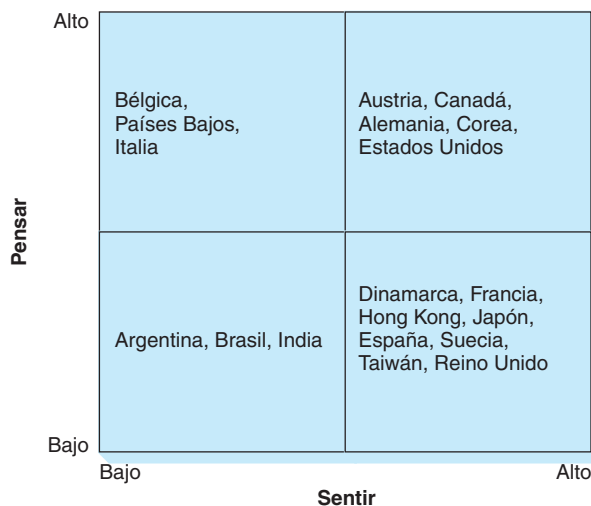 Alto
Bélgica,
Países Bajos,
Italia
Austria, Canadá,
Alemania, Corea,
Estados Unidos
Pensar
Argentina, Brasil, India
Dinamarca, Francia,
Hong Kong, Japón,
España, Suecia,
Taiwán, Reino Unido
Bajo
Bajo
Alto
Sentir